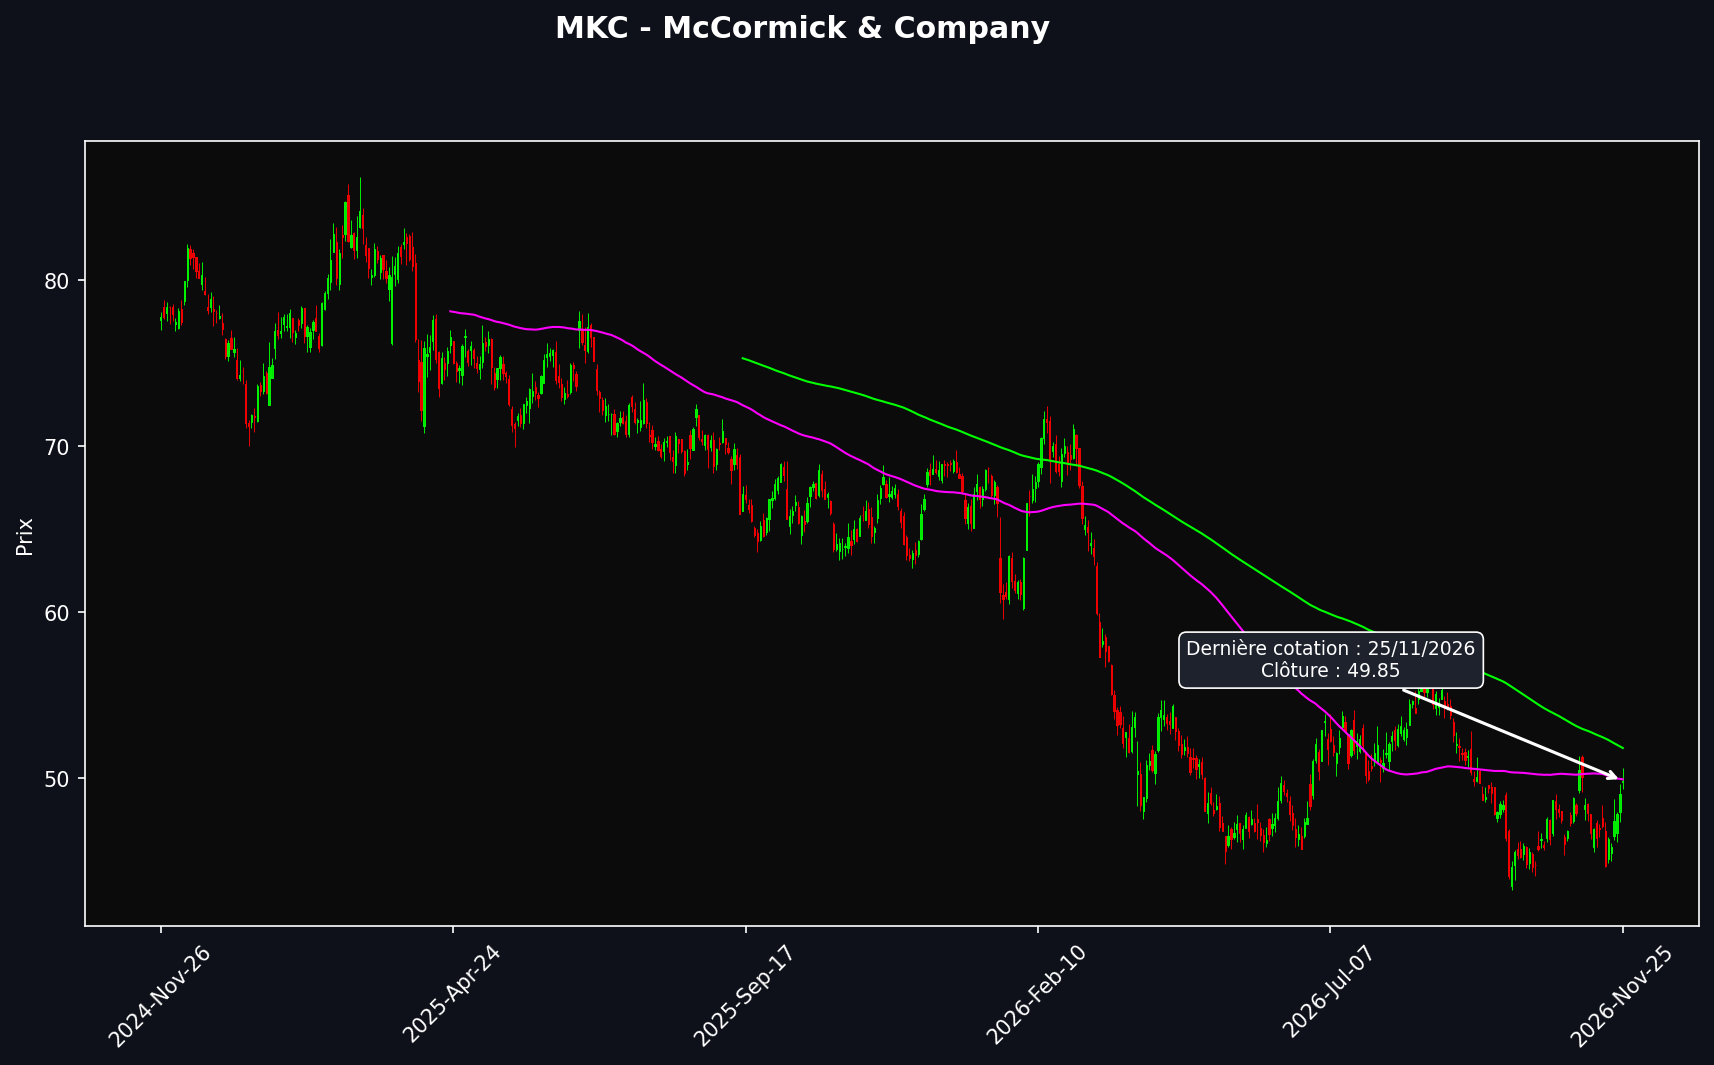 MKC - McCormick & Company
Prix
80
70
60
50
Dernière cotation : 25/11/2026
Clôture : 49.85
2024-Nov-26
2025-Apr-24
2025-Sep-17
2026-Feb-10
2026-Jul-07
2026-Nov-25